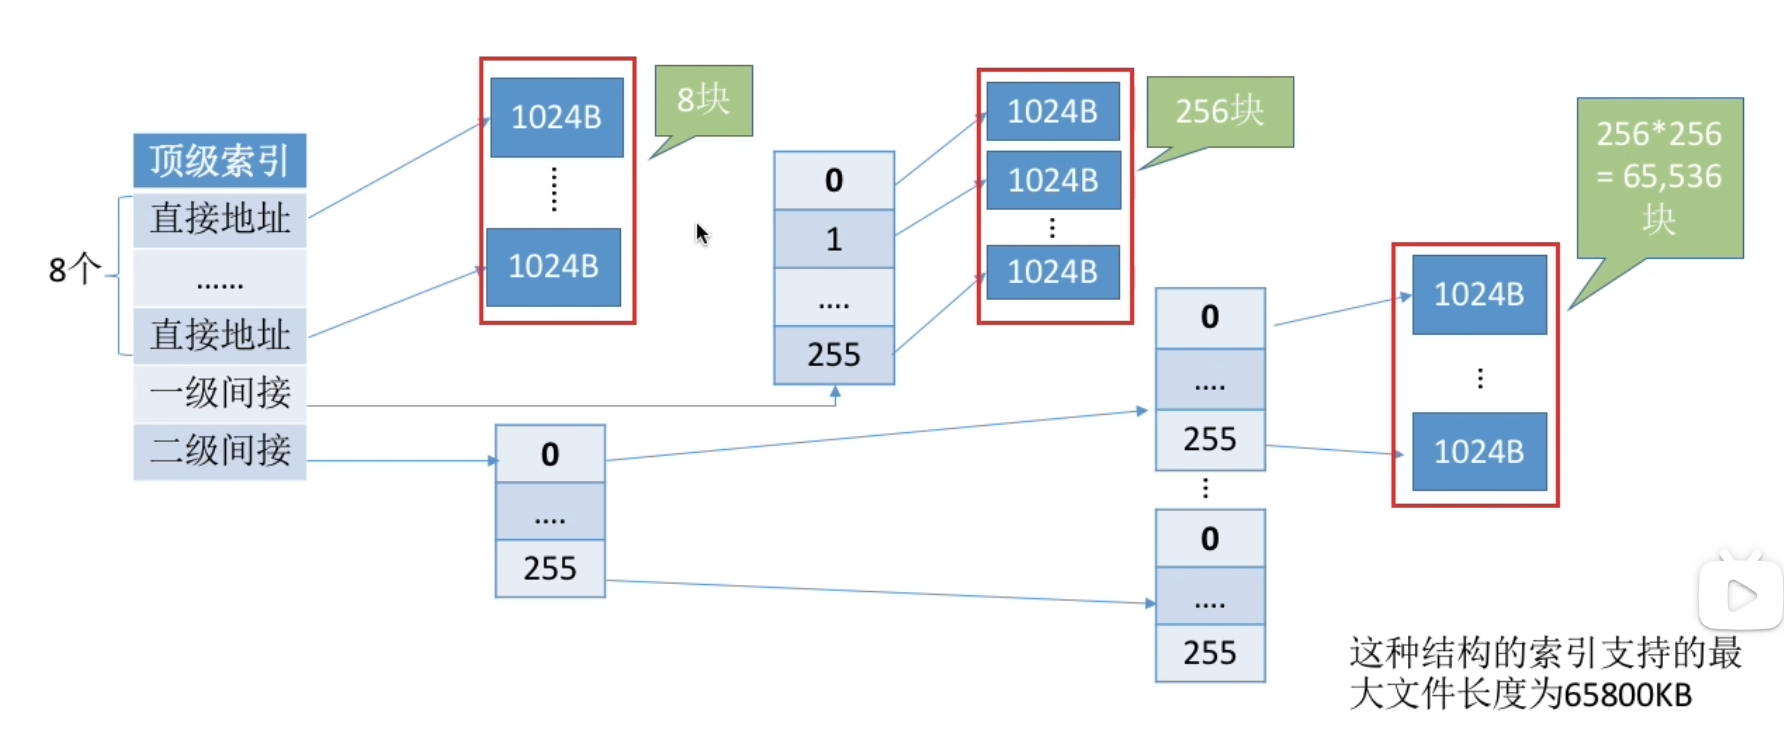 顶级索引
8个
直接地址
......
直接地址
一级间接
二级间接
1024B
1024B
8块
0
1
....
255
1024B
1024B
1024B
256块
0
....
255
0
....
255
0
....
255
1024B
1024B
256*256
= 65,536
块
这种结构的索引支持的最
大文件长度为65800KB